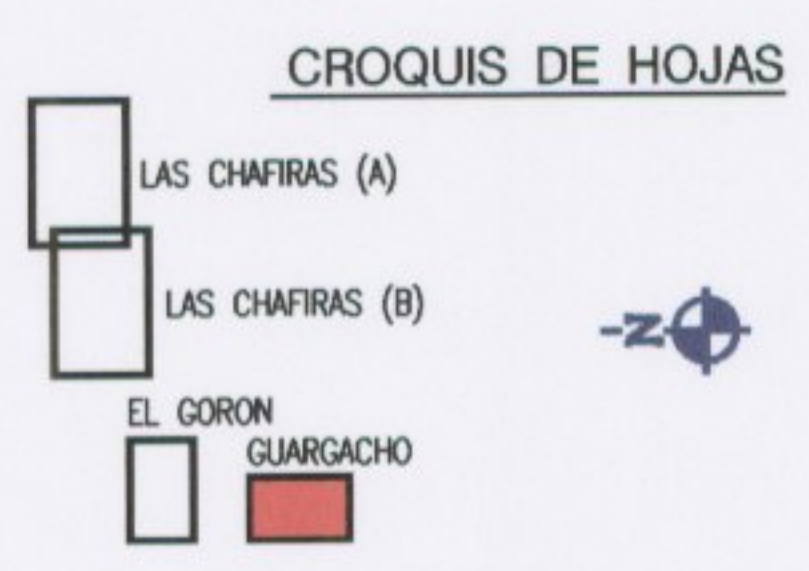 CROQUIS DE HOJAS
LAS CHAFIRAS (A)
LAS CHAFIRAS (B)
N
EL GORON
GUARGACHO